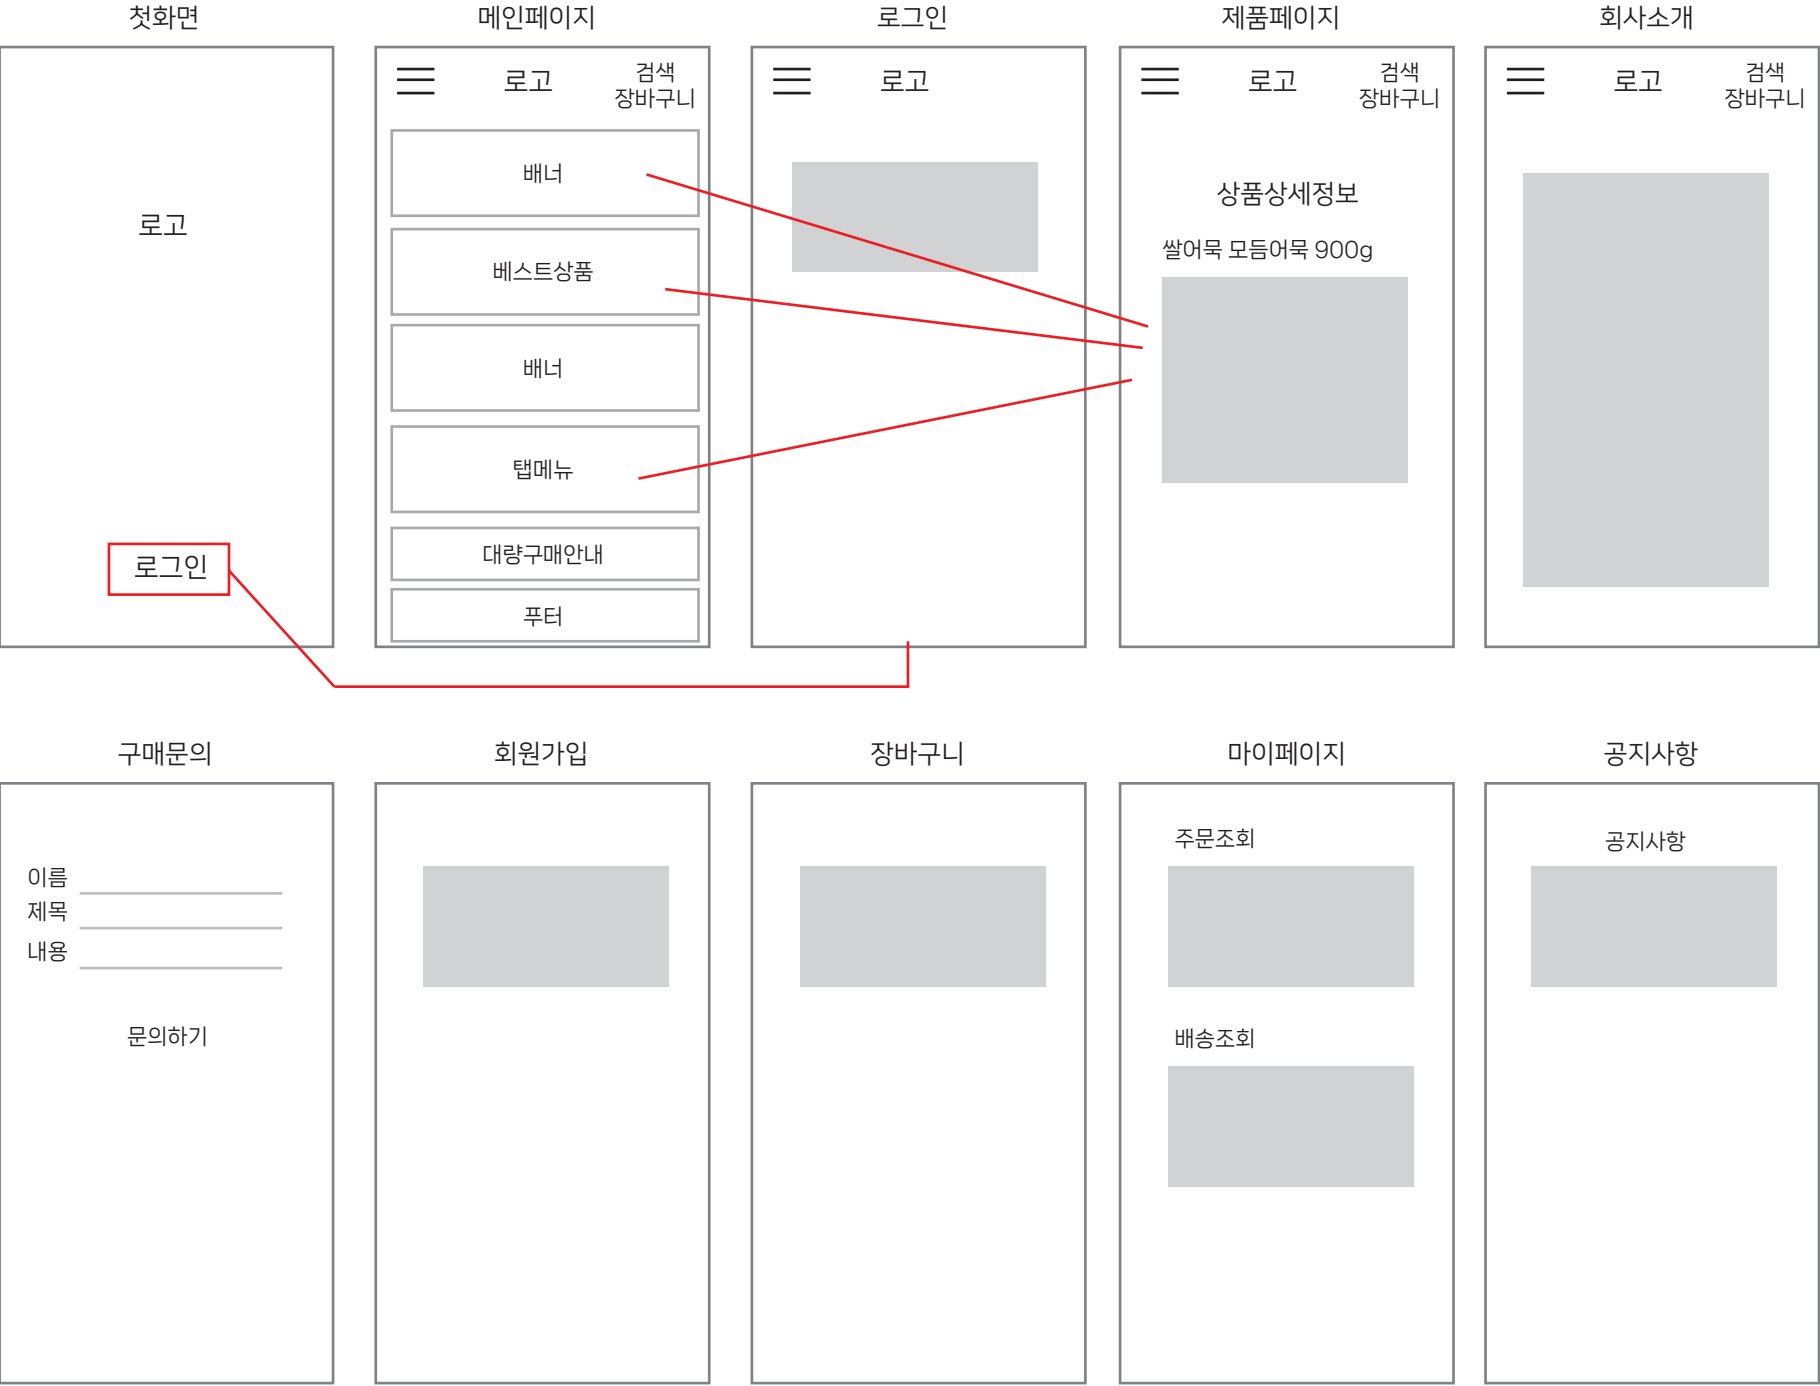 첫화면
로고
로그인
메인페이지
로고
검색
장바구니
배너
베스트상품
배너
탭메뉴
대량구매안내
푸터
로그인
로고
제품페이지
로고
검색
장바구니
상품상세정보
쌀어묵 모듬어묵 900g
회사소개
로고
검색
장바구니
구매문의
이름
제목
내용
문의하기
회원가입
장바구니
마이페이지
주문조회
배송조회
공지사항
공지사항